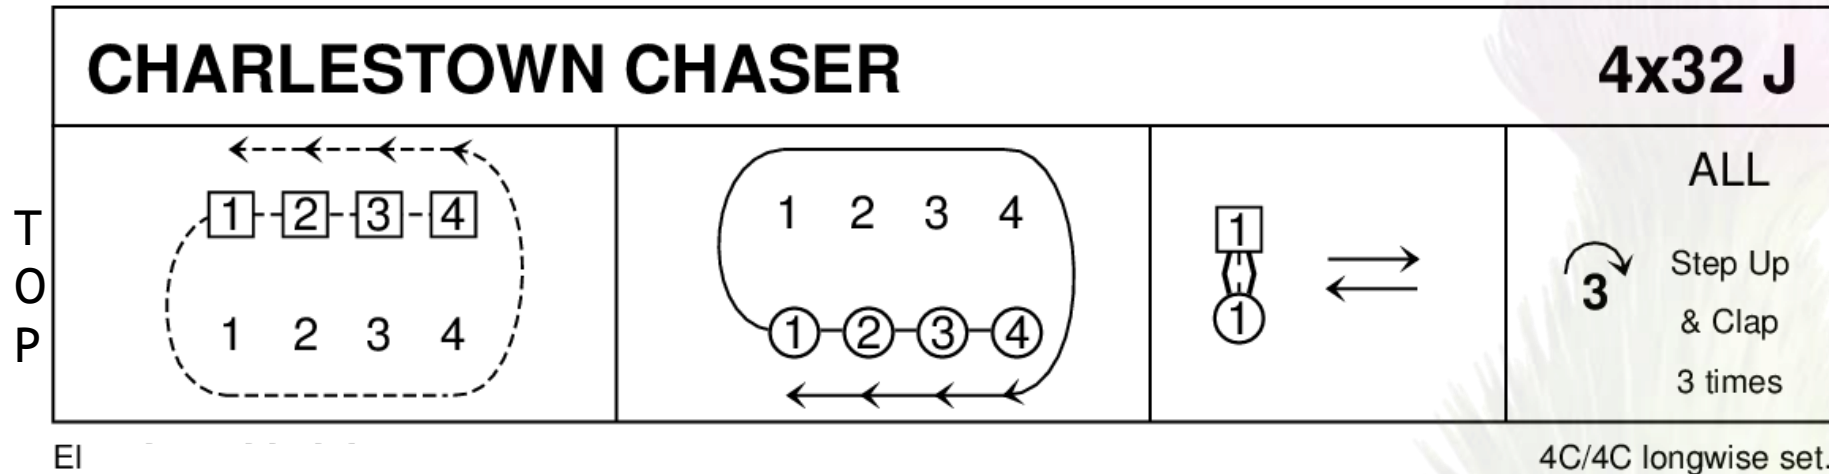 CHARLESTOWN CHASER
4x32 J
T
O
P
1 2 3 4
1 2 3 4
1 2 3 4
1 2 3 4
1
1
ALL
3
Step Up
& Clap
3 times
El
4C/4C longwise set.